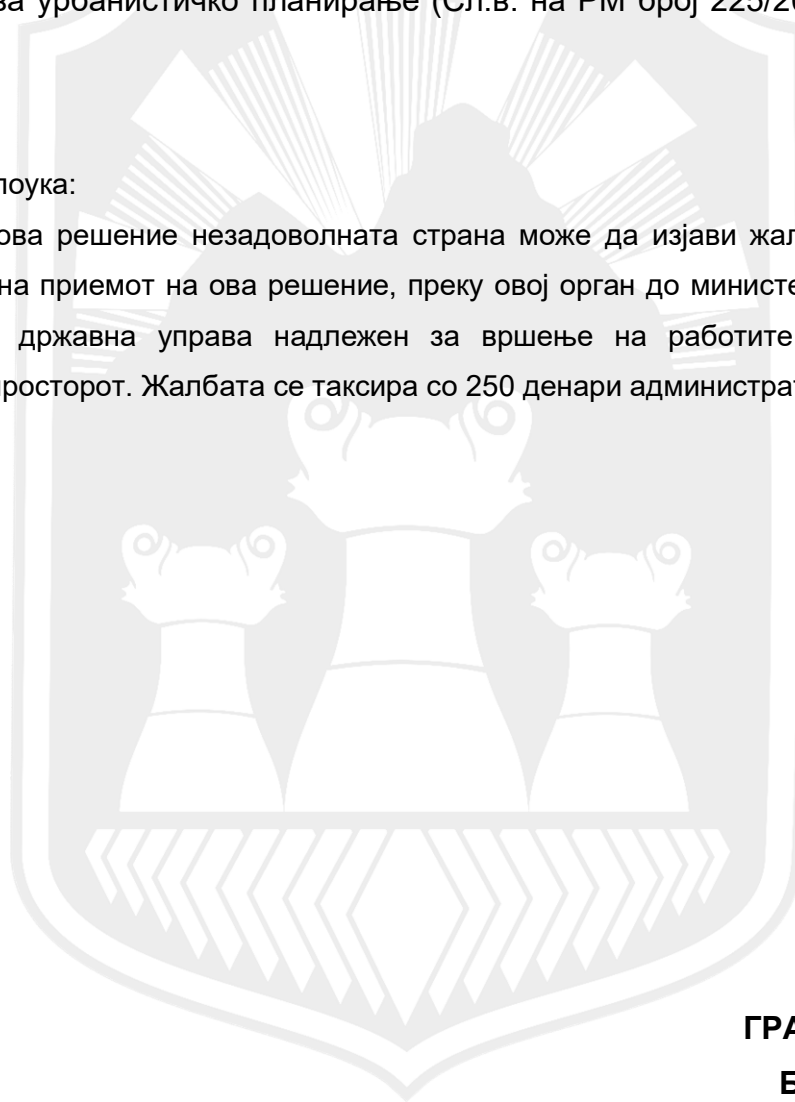 за урбанистичко планирање (Сл.в. на РМ број 225/20
поука:
ова решение незадоволната страна може да изјави жал
на приемот на ова решение, преку овој орган до министе
државна управа надлежен за вршење на работите
просторот. Жалбата се таксира со 250 денари администрат
ГРА
Б